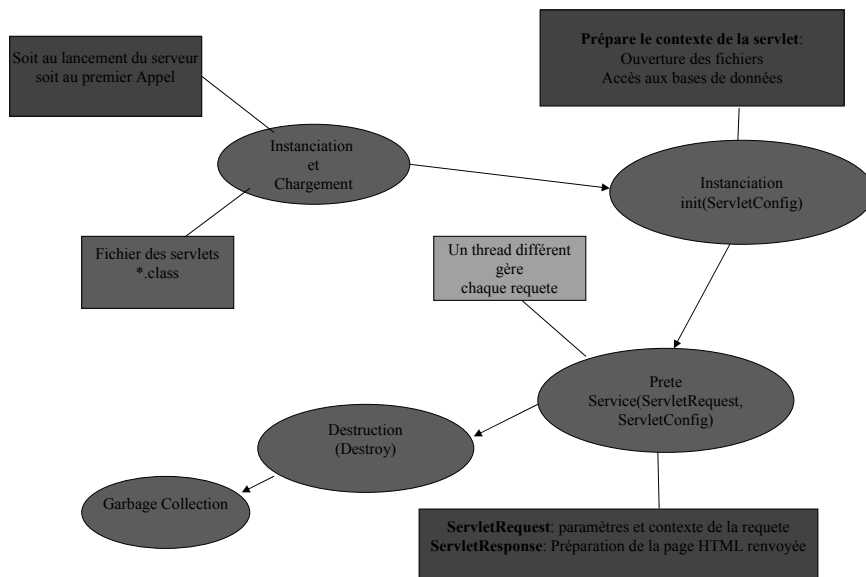 Soit au lancement du serveur
soit au premier Appel
Prépare le contexte de la servlet:
Ouverture des fichiers
Accès aux bases de données
Instanciation
et
Chargement
Instanciation
init(ServletConfig)
Fichier des servlets
*.class
Un thread différent
gère
chaque requete
Prete
Service(ServletRequest,
ServletConfig)
Destruction
(Destroy)
Garbage Collection
ServletRequest: paramètres et contexte de la requete
ServletResponse: Préparation de la page HTML renvoyée